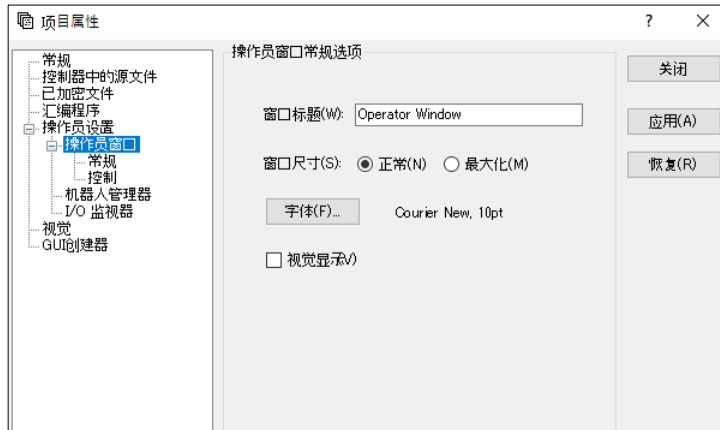 项目属性
常规
控制器中的源文件
已加密文件
汇编程序
操作员设置
操作员窗口
常规
控制
机器人管理器
I/O 监视器
视觉
GUI创建器
操作员窗口常规选项
窗口标题(W): Operator Window
窗口尺寸(S): 正常(N) 最大化(M)
字体(F)... Courier New, 10pt
视觉显示(V)
关闭
应用(A)
恢复(R)